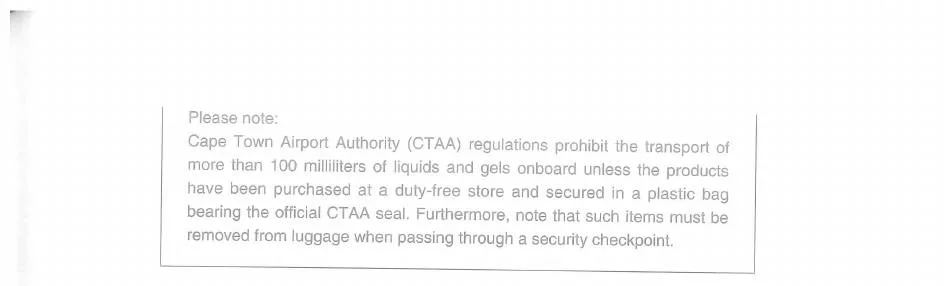 Please note:
Cape Town Airport Authority (CTAA) regulations prohibit the transport of
more than 100 milliliters of liquids and gels onboard unless the products
have been purchased at a duty-free store and secured in a plastic bag
bearing the official CTAA seal. Furthermore, note that such items must be
removed from luggage when passing through a security checkpoint.